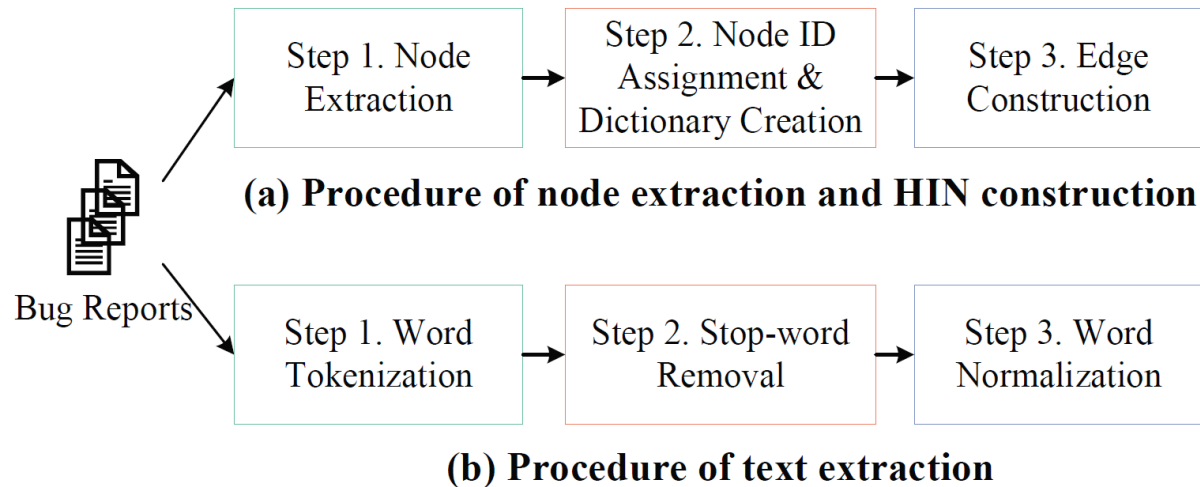 Step 1. Node
Extraction
Step 2. Node ID
Assignment &
Dictionary Creation
Step 3. Edge
Construction
(a) Procedure of node extraction and HIN construction
Bug Reports
Step 1. Word
Tokenization
Step 2. Stop-word
Removal
Step 3. Word
Normalization
(b) Procedure of text extraction